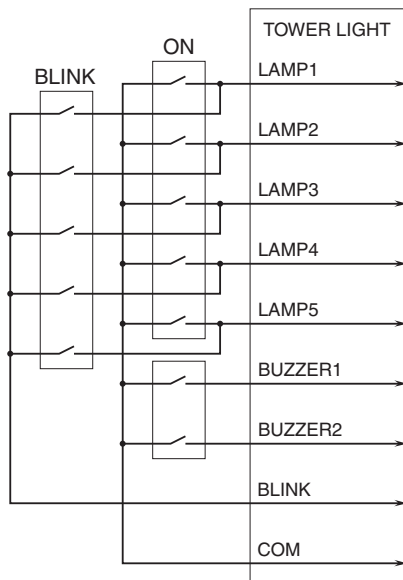 TOWER LIGHT
ON
BLINK
LAMP1
LAMP2
LAMP3
LAMP4
LAMP5
BUZZER1
BUZZER2
BLINK
COM